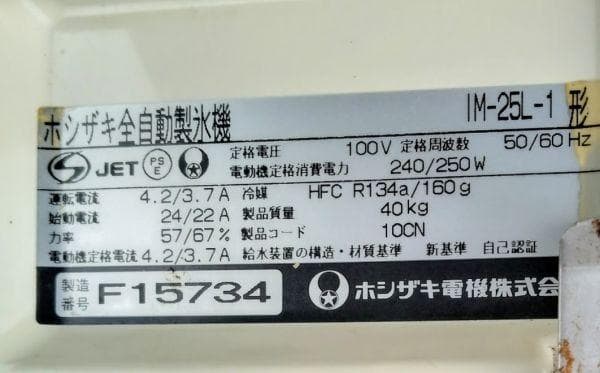 ホシザキ全自動製氷機 IM-25L-1 形
JET PS E 定格電圧 100V 定格周波数 50/60 Hz
電動機定格消費電力 240/250 W
運転電流 4.2/3.7 A 冷媒 HFC R134a/160g
始動電流 24/22 A 製品質量 40kg
力率 57/67 % 製品コード 10CN
電動機定格電流 4.2/3.7 A 給水装置の構造・材質基準 新基準 自己認証
製造番号 F15734 ホシザキ電機株式会